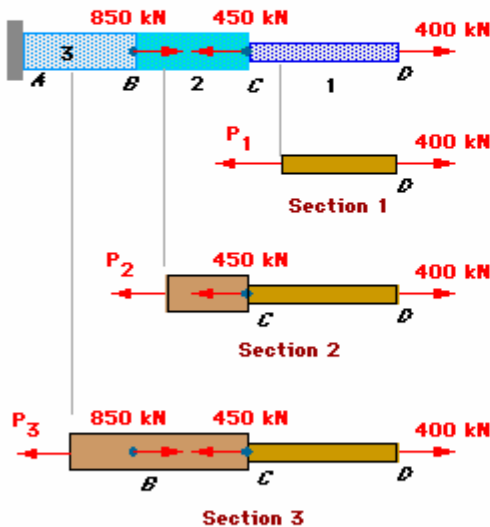 850 kN 450 kN
400 kN
3
A B 2 C 1 D
P1
400 kN
D
Section 1
P2 450 kN
400 kN
C D
Section 2
P3 850 kN 450 kN
400 kN
B C D
Section 3